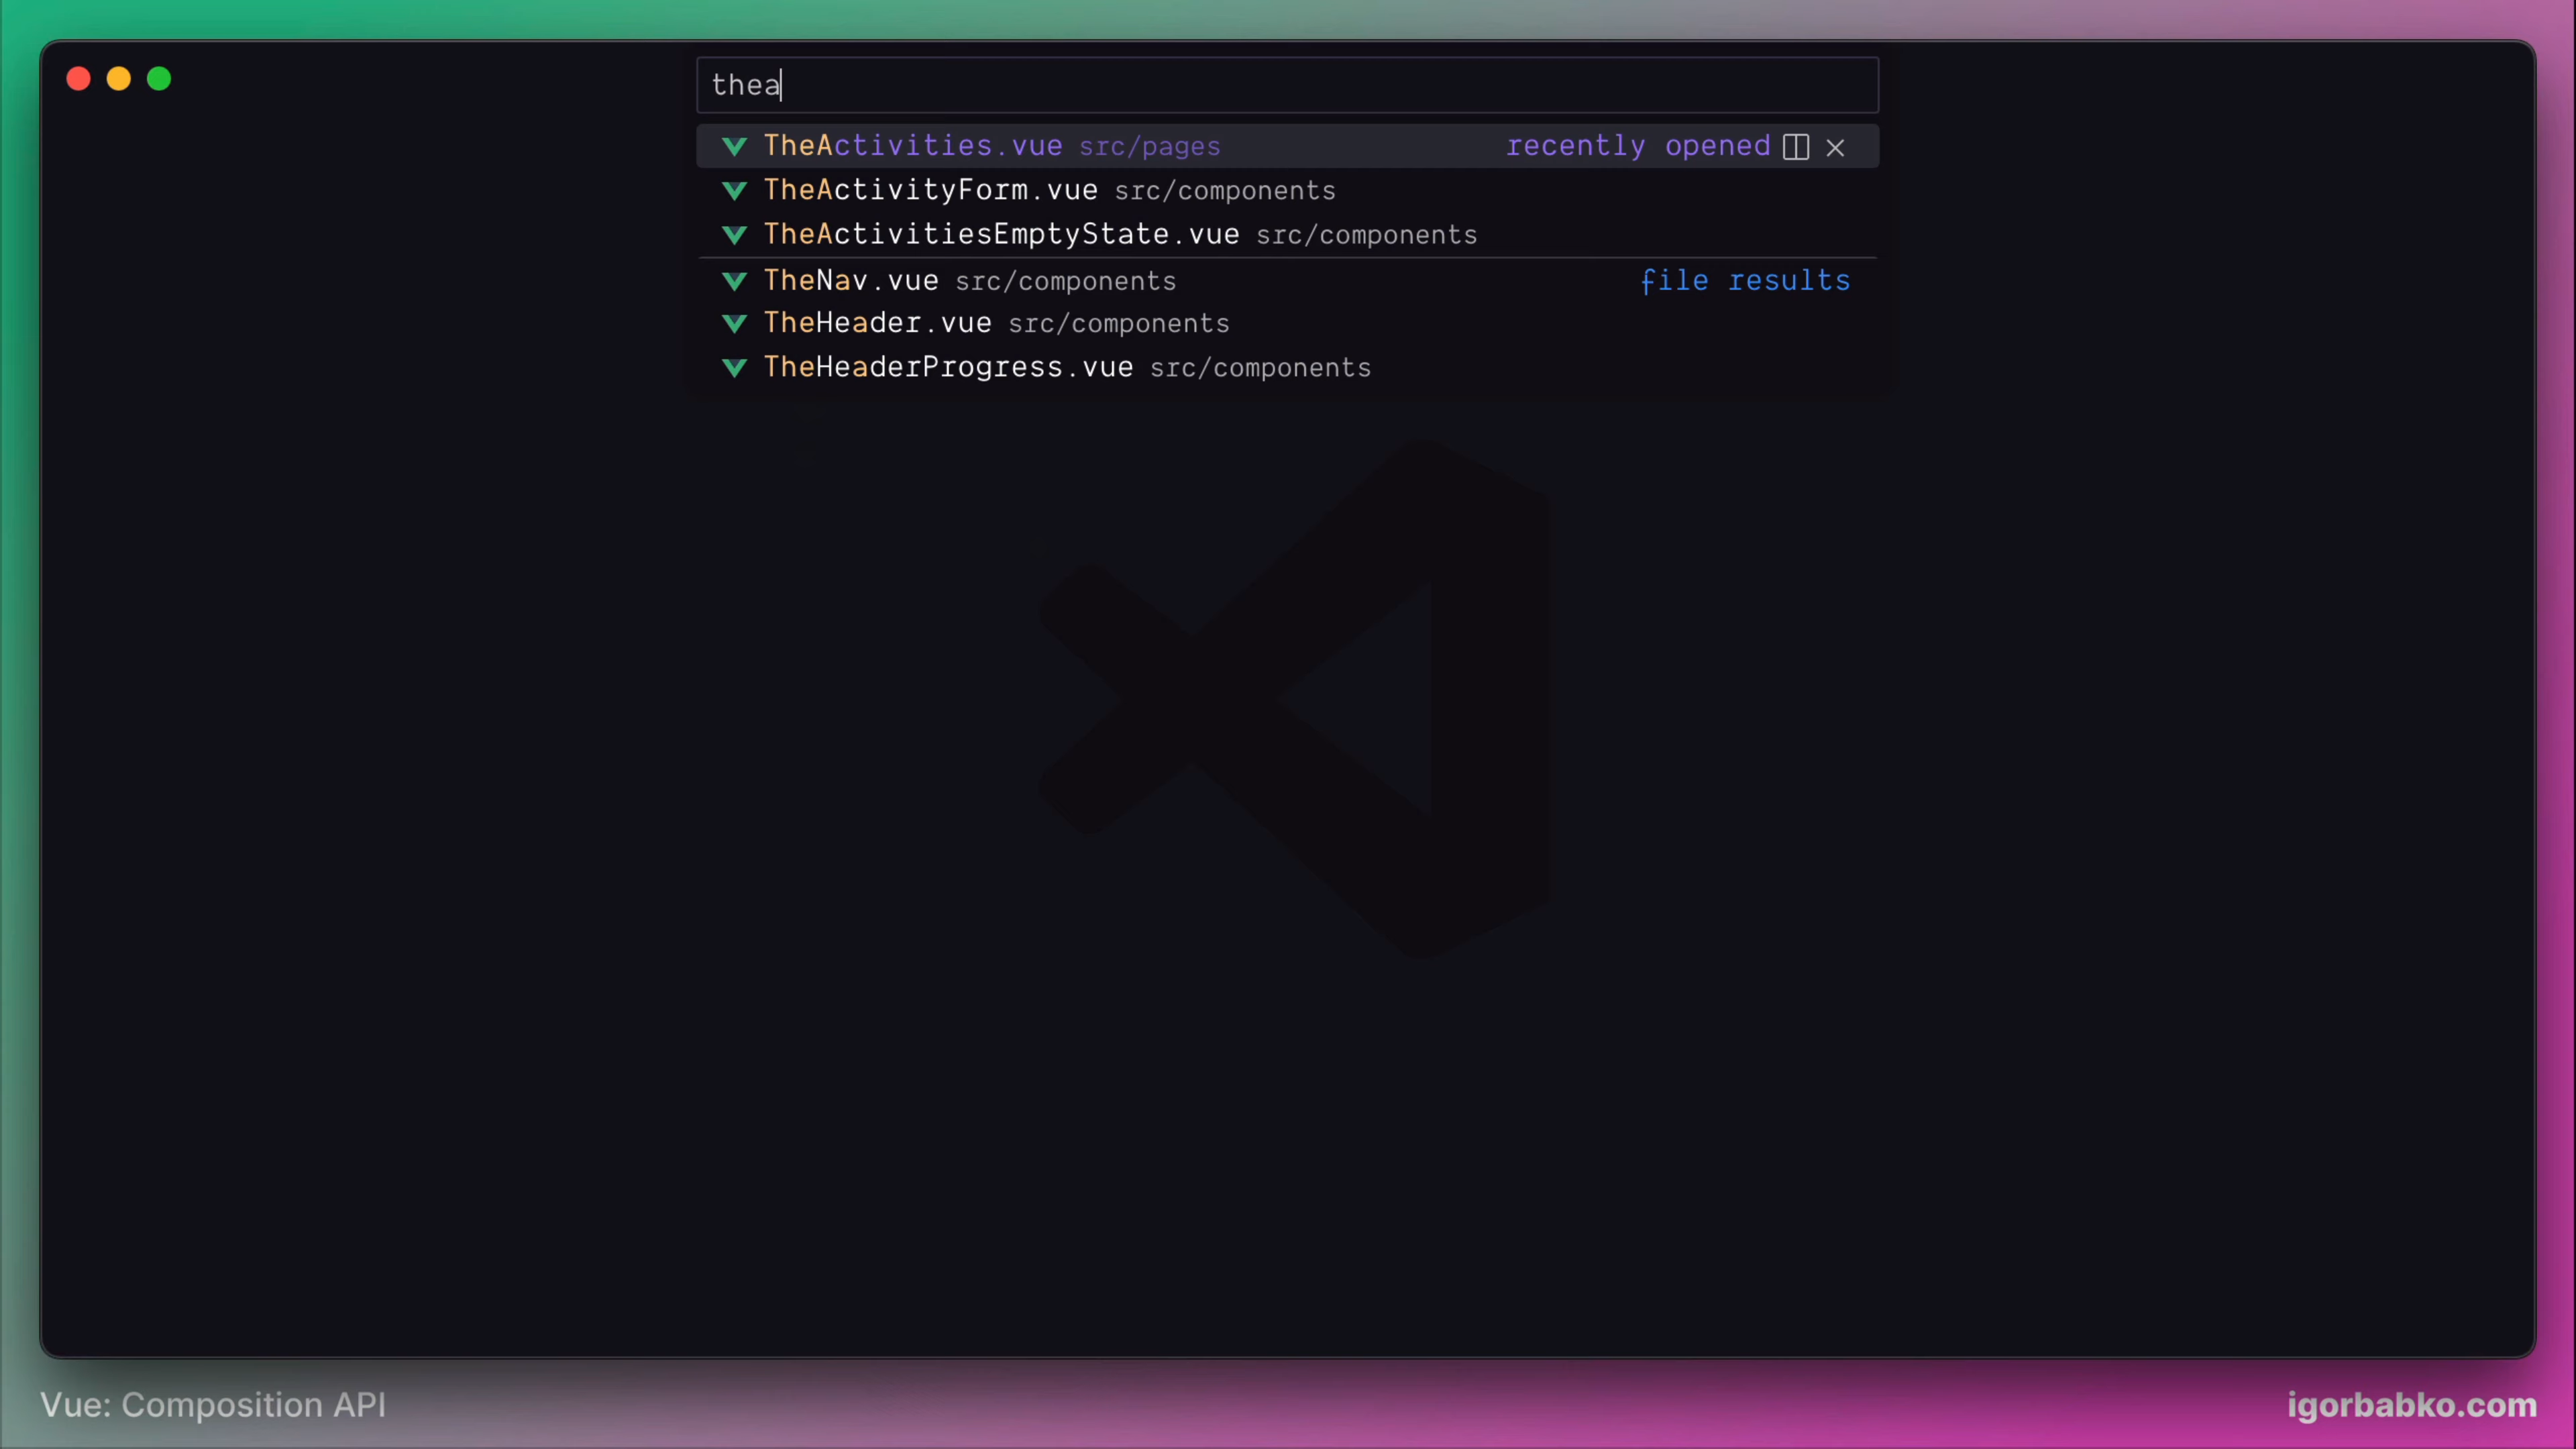 thea
TheActivities.vue src/pages recently opened
TheActivityForm.vue src/components
TheActivitiesEmptyState.vue src/components
TheNav.vue src/components file results
TheHeader.vue src/components
TheHeaderProgress.vue src/components
Vue: Composition API
igorbabko.com